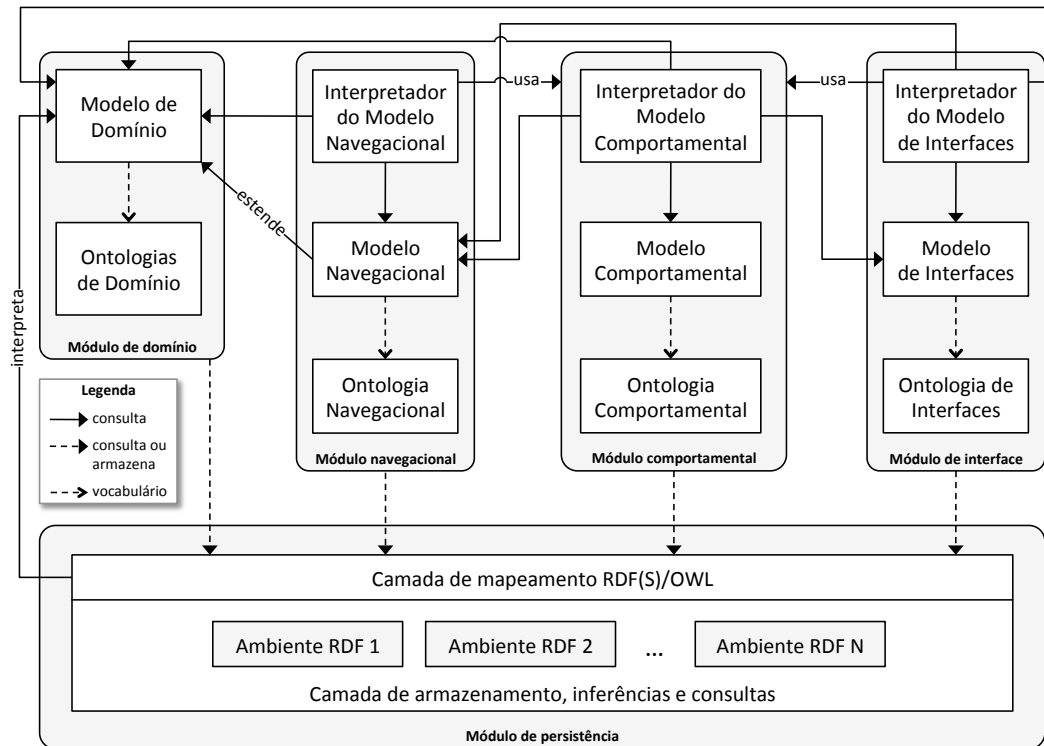 Modelo de
Domínio
Ontologias
de Domínio
Módulo de domínio
Interpretador
do Modelo
Navegacional
Modelo
Navegacional
Ontologia
Navegacional
Módulo navegacional
Interpretador do
Modelo
Comportamental
Modelo
Comportamental
Ontologia
Comportamental
Módulo comportamental
Interpretador
do Modelo
de Interfaces
Modelo
de Interfaces
Ontologia de
Interfaces
Módulo de interface
usa
usa
estende
interpreta
Legenda
consulta
consulta ou
armazena
vocabulário
Camada de mapeamento RDF(S)/OWL
Ambiente RDF 1
Ambiente RDF 2
...
Ambiente RDF N
Camada de armazenamento, inferências e consultas
Módulo de persistência